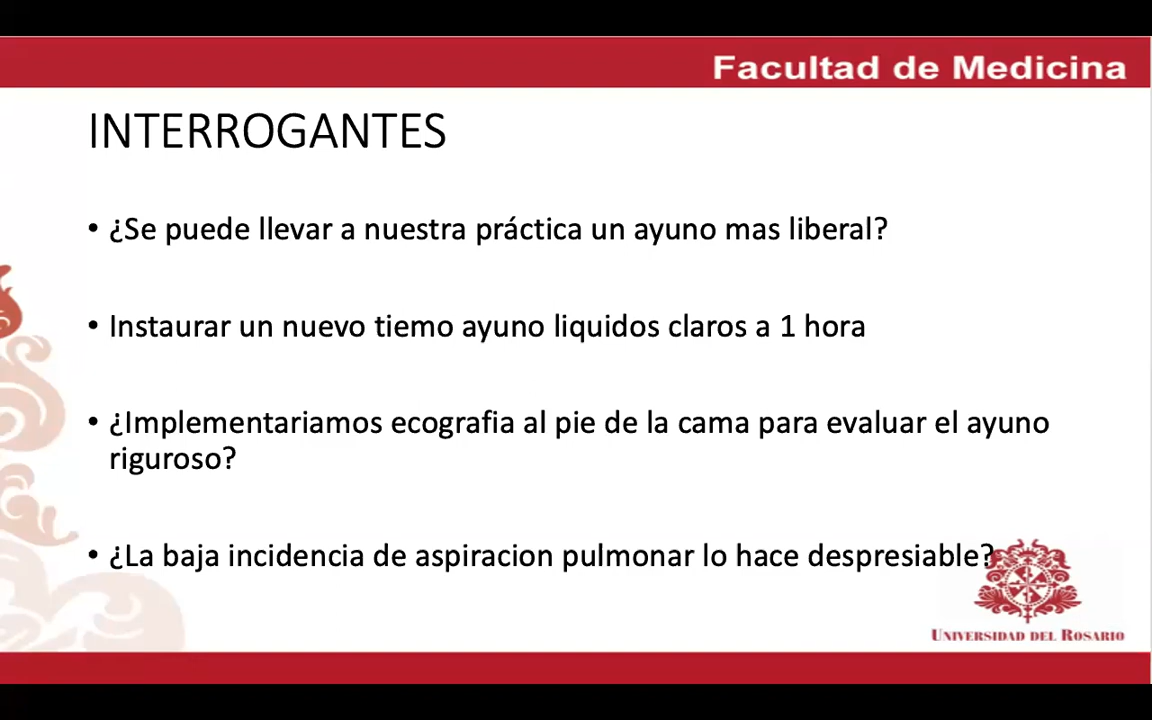 Facultad de Medicina
INTERROGANTES
• ¿Se puede llevar a nuestra práctica un ayuno mas liberal?
• Instaurar un nuevo tiemo ayuno liquidos claros a 1 hora
• ¿Implementariamos ecografia al pie de la cama para evaluar el ayuno
riguroso?
• ¿La baja incidencia de aspiracion pulmonar lo hace despresiable?
UNIVERSIDAD DEL ROSARIO